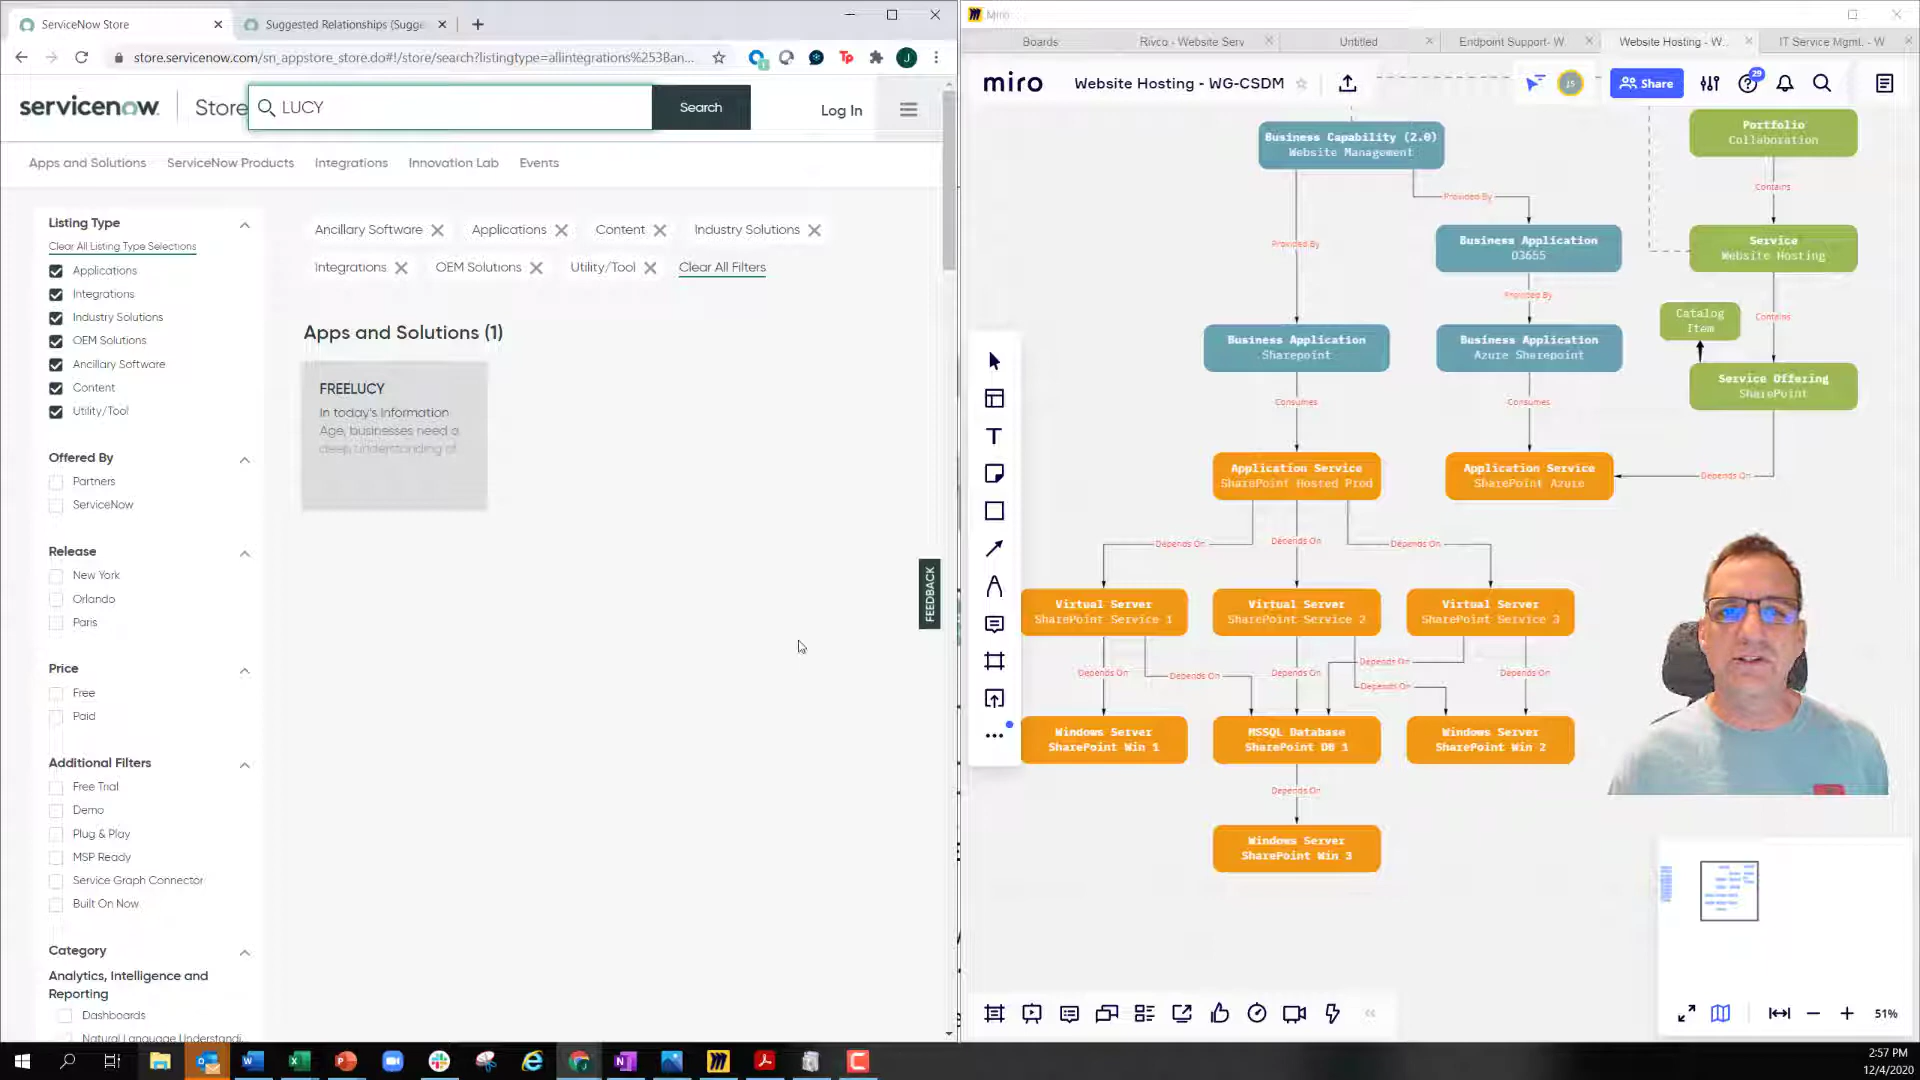 ServiceNow Store
Suggested Relationships (Sugge
store.servicenow.com/sn_appstore_store.do#!/store/search?listingtype=allintegrations%253Ban...
J
servicenow
Store
LUCY
Search
Log In
Apps and Solutions
ServiceNow Products
Integrations
Innovation Lab
Events
Listing Type
Clear All Listing Type Selections
Applications
Integrations
Industry Solutions
OEM Solutions
Ancillary Software
Content
Utility/Tool
Offered By
Partners
ServiceNow
Release
New York
Orlando
Paris
Price
Free
Paid
Additional Filters
Free Trial
Demo
Plug & Play
MSP Ready
Service Graph Connector
Built On Now
Category
Analytics, Intelligence and
Reporting
Dashboards
Natural Language Understandi
Ancillary Software
Applications
Content
Industry Solutions
Integrations
OEM Solutions
Utility/Tool
Clear All Filters
Apps and Solutions (1)
FREELUCY
In today's Information
Age, businesses need a
deep understanding of
FEEDBACK
Miro
Boards
Rivco - Website Serv
Untitled
Endpoint Support- W
Website Hosting - W...
IT Service Mgmt. - W
miro
Website Hosting - WG-CSDM
Share
29
Business Capability (2.0)
Website Management
Provided By
Provided By
Business Application
O3655
Provided By
Business Application
Sharepoint
Business Application
Azure Sharepoint
Consumes
Consumes
Application Service
SharePoint Hosted Prod
Application Service
SharePoint Azure
Portfolio
Collaboration
Contains
Service
Website Hosting
Catalog
Item
Contains
Service Offering
SharePoint
Depends On
Depends On
Depends On
Depends On
Virtual Server
SharePoint Service 1
Virtual Server
SharePoint Service 2
Virtual Server
SharePoint Service 3
Depends On
Depends On
Depends On
Depends On
Depends On
Depends On
Windows Server
SharePoint Win 1
MSSQL Database
SharePoint DB 1
Windows Server
SharePoint Win 2
Depends On
Windows Server
SharePoint Win 3
51%
2:57 PM
12/4/2020